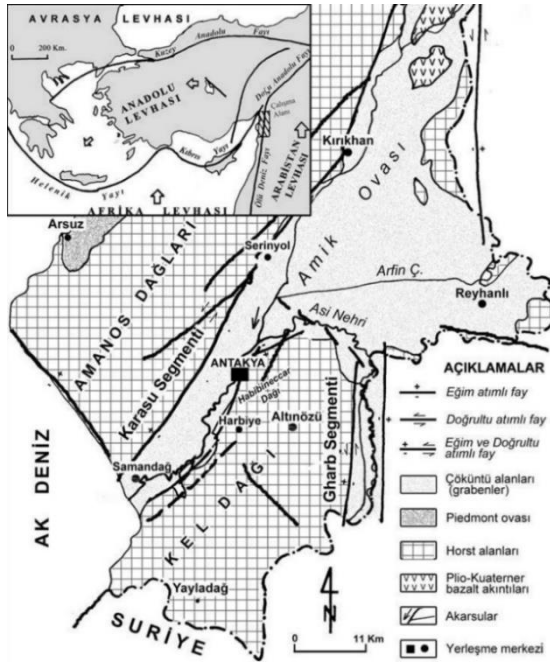 AVRASYA LEVHASI
0 200 Km.
Kuzey Anadolu Fayı
ANADOLU LEVHASI
Doğu Anadolu Fayı
Çalışma Alanı
Kıbrıs Yayı
Helenik Yayı
Ölü Deniz Fayı
ARABİSTAN LEVHASI
AFRİKA LEVHASI
Kırıkhan
Arsuz
Serinyol
Amik Ovası
AMANOS DAĞLARI
Arfin Ç.
Reyhanlı
Asi Nehri
Karasu Segmenti
ANTAKYA
Habibineccar Dağı
Harbiye
Altınözü
Gharb Segmenti
Samandağ
KEL DAĞI
AK DENİZ
Yayladağ
SURİYE
N
0 11 Km
AÇIKLAMALAR
Eğim atımlı fay
Doğrultu atımlı fay
Eğim ve Doğrultu
atımlı fay
Çöküntü alanları
(grabenler)
Piedmont ovası
Horst alanları
Plio-Kuaterner
bazalt akıntıları
Akarsular
Yerleşme merkezi